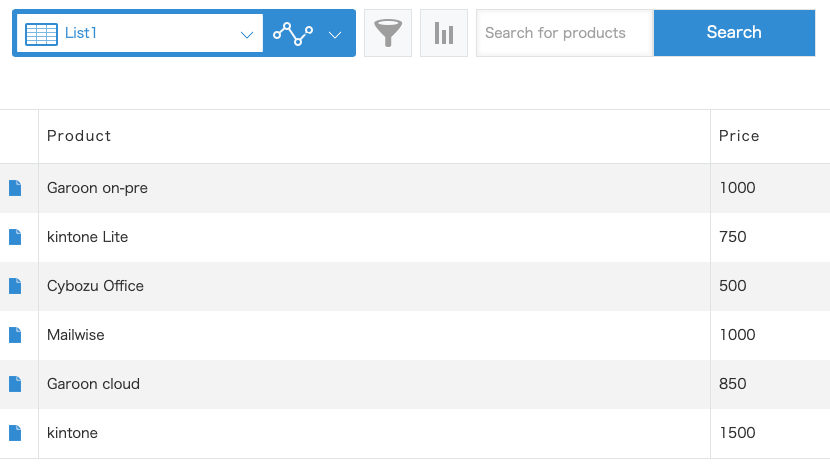 List1
Search for products
Search
Product Price
Garoon on-pre 1000
kintone Lite 750
Cybozu Office 500
Mailwise 1000
Garoon cloud 850
kintone 1500